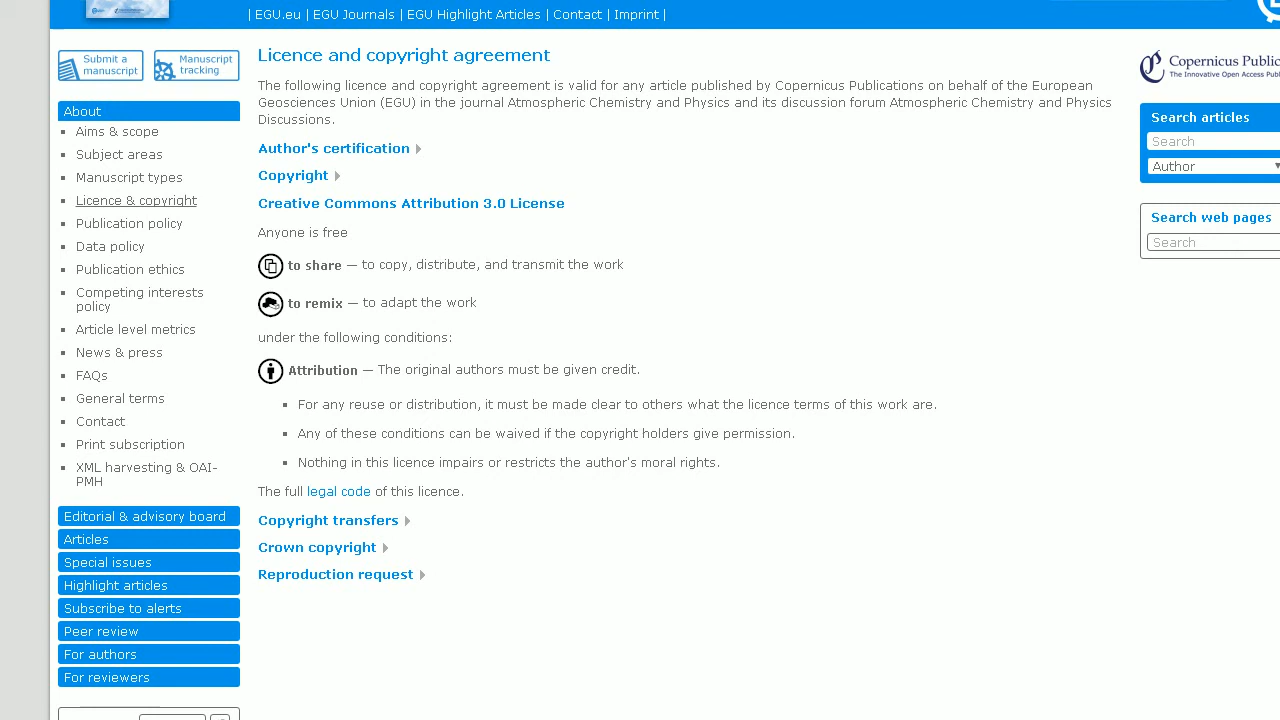 | EGU.eu | EGU Journals | EGU Highlight Articles | Contact | Imprint |
Submit a
manuscript
Manuscript
tracking
About
Aims & scope
Subject areas
Manuscript types
Licence & copyright
Publication policy
Data policy
Publication ethics
Competing interests
policy
Article level metrics
News & press
FAQs
General terms
Contact
Print subscription
XML harvesting & OAI-
PMH
Editorial & advisory board
Articles
Special issues
Highlight articles
Subscribe to alerts
Peer review
For authors
For reviewers
Licence and copyright agreement
The following licence and copyright agreement is valid for any article published by Copernicus Publications on behalf of the European
Geosciences Union (EGU) in the journal Atmospheric Chemistry and Physics and its discussion forum Atmospheric Chemistry and Physics
Discussions.
Author's certification
Copyright
Creative Commons Attribution 3.0 License
Anyone is free
to share — to copy, distribute, and transmit the work
to remix — to adapt the work
under the following conditions:
Attribution — The original authors must be given credit.
For any reuse or distribution, it must be made clear to others what the licence terms of this work are.
Any of these conditions can be waived if the copyright holders give permission.
Nothing in this licence impairs or restricts the author's moral rights.
The full legal code of this licence.
Copyright transfers
Crown copyright
Reproduction request
Copernicus Public
The Innovative Open Access Publ
Search articles
Search
Author
Search web pages
Search